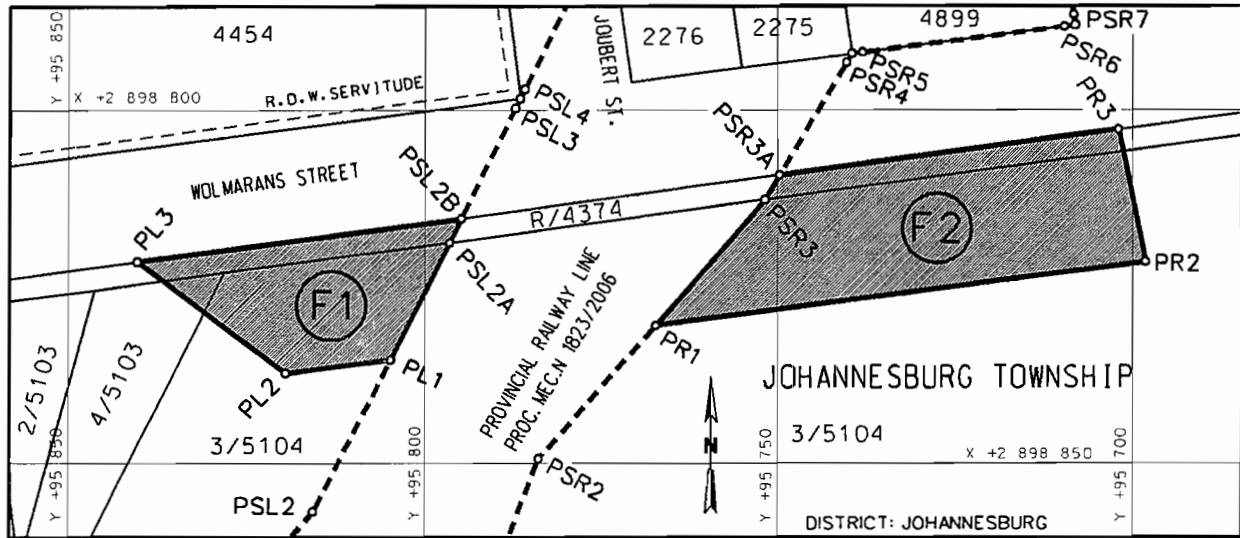 Y +95 850
4454
JOUBERT ST.
2276
2275
4899
PSR7
PSR6
PSR5
PSR4
X +2 898 800
R.O.W. SERVITUDE
PSL4
PSL3
PR3
PSR3A
WOLMARANS STREET
PSL2B
R/4374
PL3
PSR3
F2
PSL2A
PR2
F1
PROVINCIAL RAILWAY LINE
PROC. MEC.N 1823/2006
PR1
PL1
PL2
JOHANNESBURG TOWNSHIP
2/5103
4/5103
3/5104
N
3/5104
X +2 898 850
PSR2
Y +95 850
Y +95 800
Y +95 750
Y +95 700
PSL2
DISTRICT: JOHANNESBURG